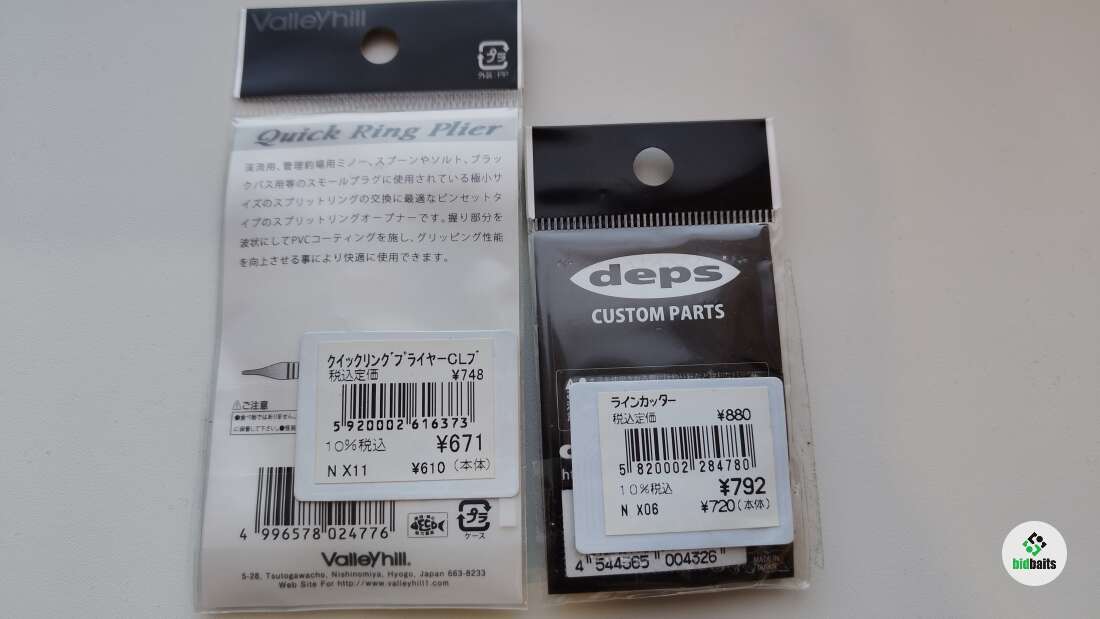 Valleyhill
プラ
外装 PP
Quick Ring Plier
渓流用、管理釣場用ミノー、スプーンやソルト、ブラッ
クバス用等のスモールプラグに使用されている極小サ
イズのスプリットリングの交換に最適なピンセットタ
イプのスプリットリングオープナーです。握り部分を
波状にしてPVCコーティングを施し、グリッピング性能
を向上させる事により快適に使用できます。
クイックリングプライヤーCLブ
税込定価 ¥748
5 920002 616373
10%税込 ¥671
N X11 ¥610 (本体)
⚠ご注意
4 996578 024776
ECO
プラ
ケース
Valleyhill.
5-28, Tsutogawacho, Nishinomiya, Hyogo, Japan 663-8233
Web Site For http://www.valleyhill1.com
deps
CUSTOM PARTS
ラインカッター
税込定価 ¥880
5 820002 284780
10%税込 ¥792
N X06 ¥720 (本体)
4 544565 004326
MADE IN
bidbaits